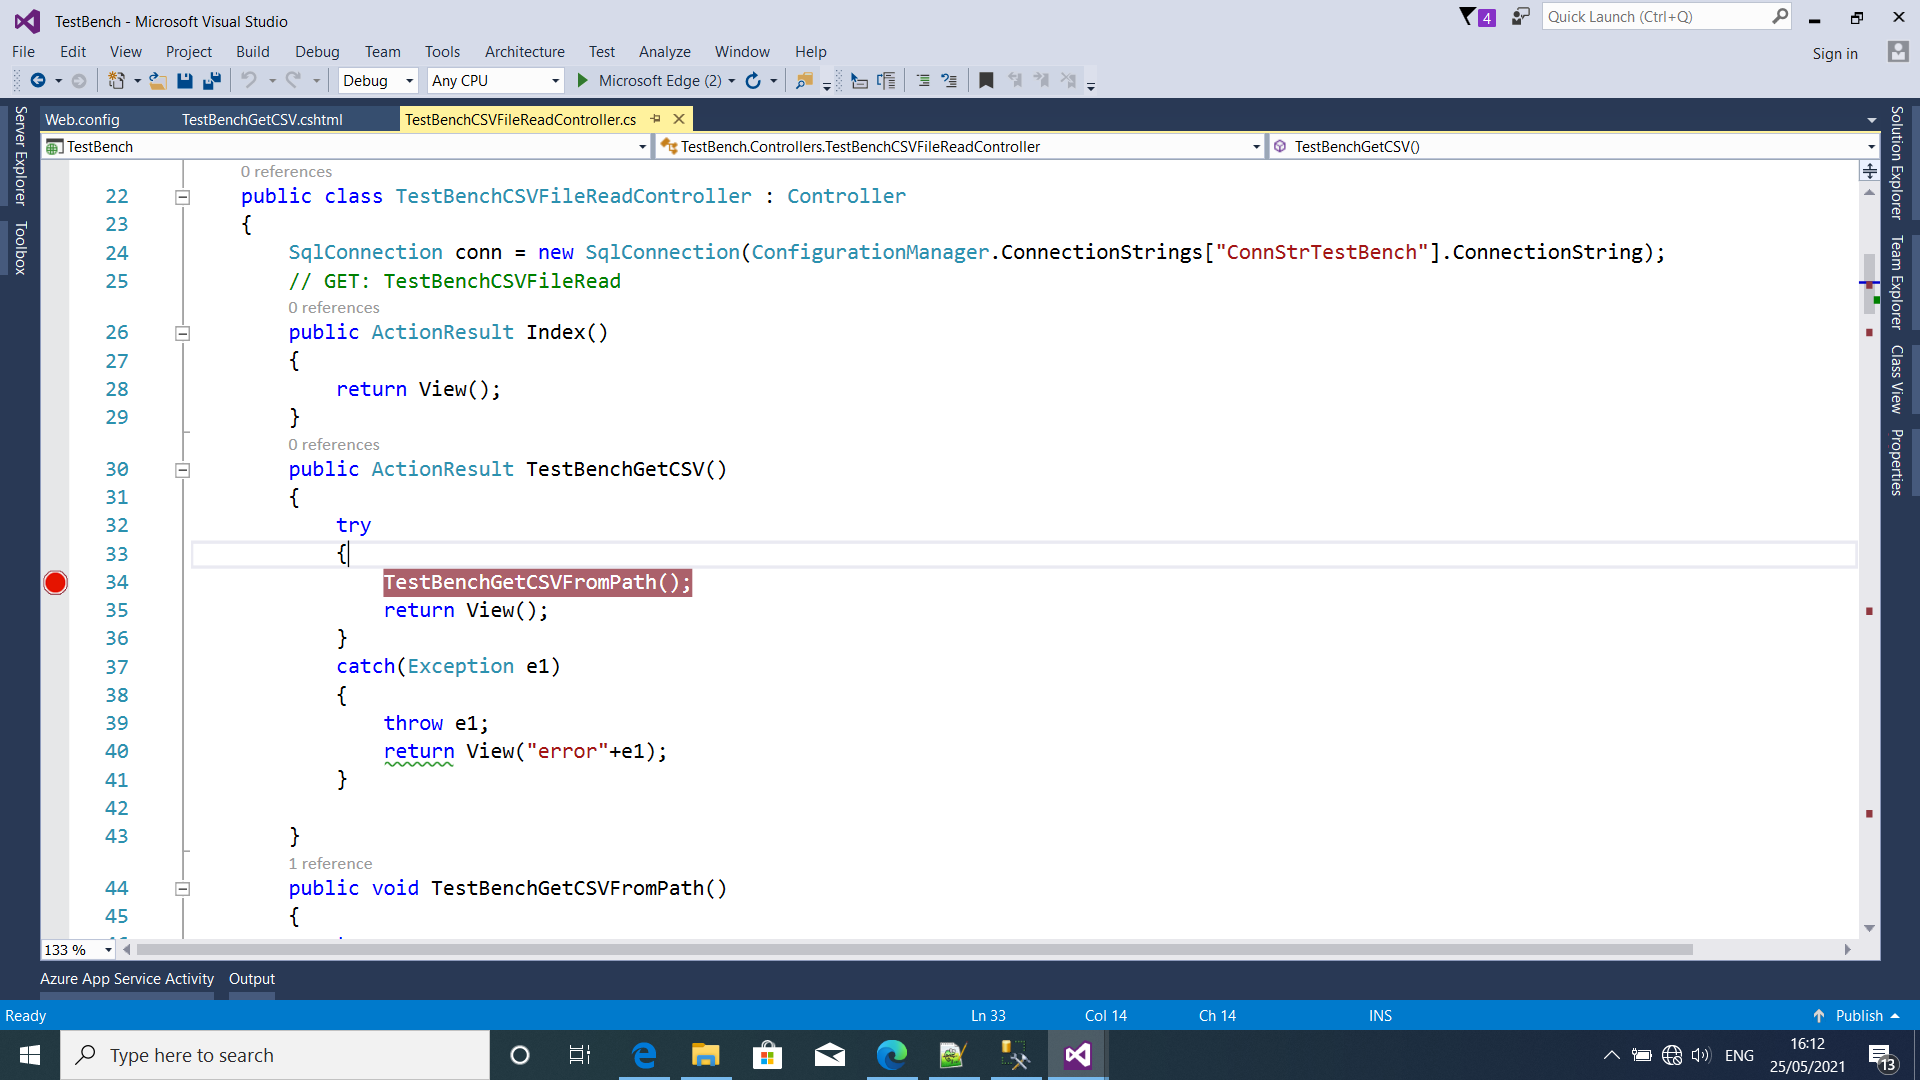 TestBench - Microsoft Visual Studio
4
Quick Launch (Ctrl+Q)
File Edit View Project Build Debug Team Tools Architecture Test Analyze Window Help
Sign in
Debug Any CPU Microsoft Edge (2)
Server Explorer
Toolbox
Web.config TestBenchGetCSV.cshtml TestBenchCSVFileReadController.cs
TestBench TestBench.Controllers.TestBenchCSVFileReadController TestBenchGetCSV()
0 references
22 public class TestBenchCSVFileReadController : Controller
23 {
24 SqlConnection conn = new SqlConnection(ConfigurationManager.ConnectionStrings["ConnStrTestBench"].ConnectionString);
25 // GET: TestBenchCSVFileRead
0 references
26 public ActionResult Index()
27 {
28 return View();
29 }
0 references
30 public ActionResult TestBenchGetCSV()
31 {
32 try
33 {
34 TestBenchGetCSVFromPath();
35 return View();
36 }
37 catch(Exception e1)
38 {
39 throw e1;
40 return View("error"+e1);
41 }
42
43 }
1 reference
44 public void TestBenchGetCSVFromPath()
45 {
133 %
Solution Explorer
Team Explorer
Class View
Properties
Azure App Service Activity Output
Ready Ln 33 Col 14 Ch 14 INS Publish
Type here to search
ENG
16:12
25/05/2021
13